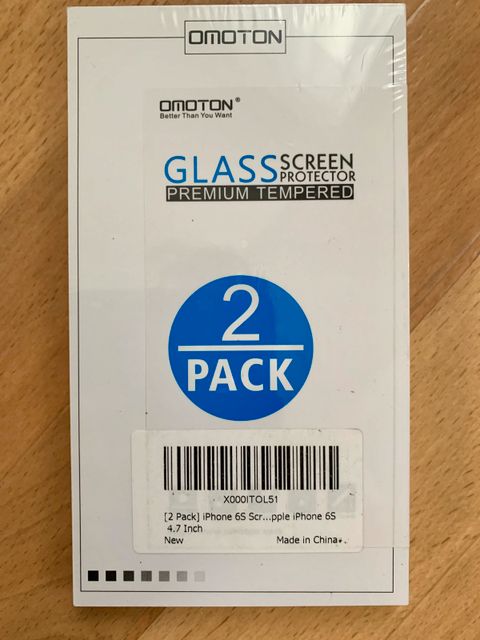 OMOTON
OMOTON®
Better Than You Want
GLASS SCREEN PROTECTOR
PREMIUM TEMPERED
2
PACK
X000ITOL51
[2 Pack] iPhone 6S Scr...pple iPhone 6S
4.7 Inch
New Made in China